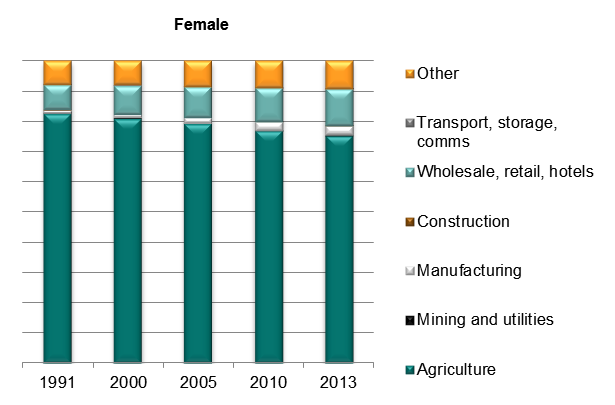 Female
Other
Transport, storage,
comms
Wholesale, retail, hotels
Construction
Manufacturing
Mining and utilities
Agriculture
1991 2000 2005 2010 2013